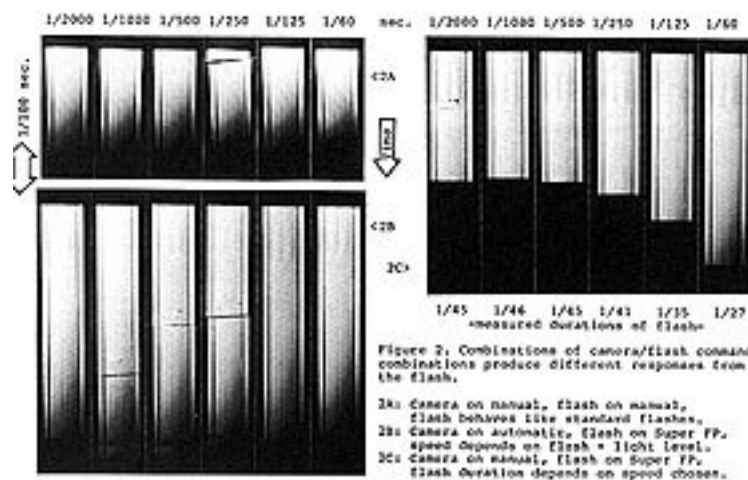 1/2000 1/1000 1/500 1/250 1/125 1/60 sec. 1/2000 1/1000 1/500 1/250 1/125 1/60
1/100 sec.
<2A
time
<2B
2C>
1/45 1/46 1/45 1/41 1/35 1/27
=measured durations of flash=
Figure 2. Combinations of camera/flash command
combinations produce different responses from
the flash.
2A: Camera on manual, flash on manual,
flash behaves like standard flashes.
2B: Camera on automatic, flash on Super FP,
speed depends on flash + light level.
2C: Camera on manual, flash on Super FP,
flash duration depends on speed chosen.